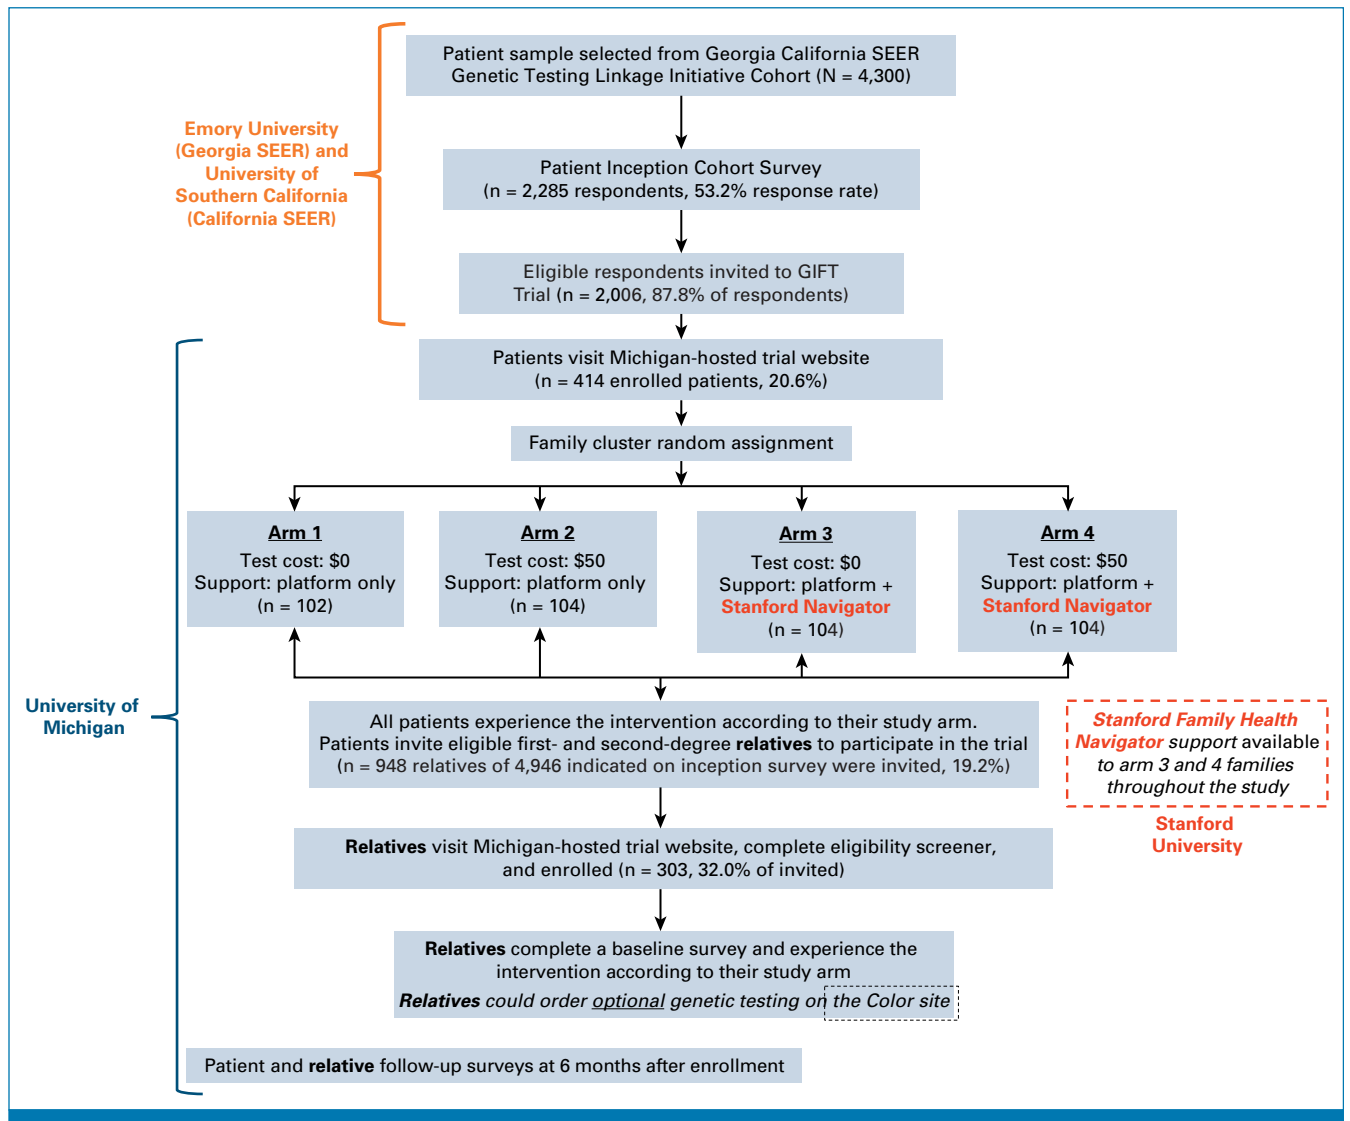 Patient sample selected from Georgia California SEER
Genetic Testing Linkage Initiative Cohort (N = 4,300)
Emory University
(Georgia SEER) and
University of
Southern California
(California SEER)
Patient Inception Cohort Survey
(n = 2,285 respondents, 53.2% response rate)
Eligible respondents invited to GIFT
Trial (n = 2,006, 87.8% of respondents)
Patients visit Michigan-hosted trial website
(n = 414 enrolled patients, 20.6%)
Family cluster random assignment
Arm 1
Test cost: $0
Support: platform only
(n = 102)
Arm 2
Test cost: $50
Support: platform only
(n = 104)
Arm 3
Test cost: $0
Support: platform +
Stanford Navigator
(n = 104)
Arm 4
Test cost: $50
Support: platform +
Stanford Navigator
(n = 104)
University of
Michigan
All patients experience the intervention according to their study arm.
Patients invite eligible first- and second-degree relatives to participate in the trial
(n = 948 relatives of 4,946 indicated on inception survey were invited, 19.2%)
Stanford Family Health
Navigator support available
to arm 3 and 4 families
throughout the study
Stanford
University
Relatives visit Michigan-hosted trial website, complete eligibility screener,
and enrolled (n = 303, 32.0% of invited)
Relatives complete a baseline survey and experience the
intervention according to their study arm
Relatives could order optional genetic testing on the Color site
Patient and relative follow-up surveys at 6 months after enrollment